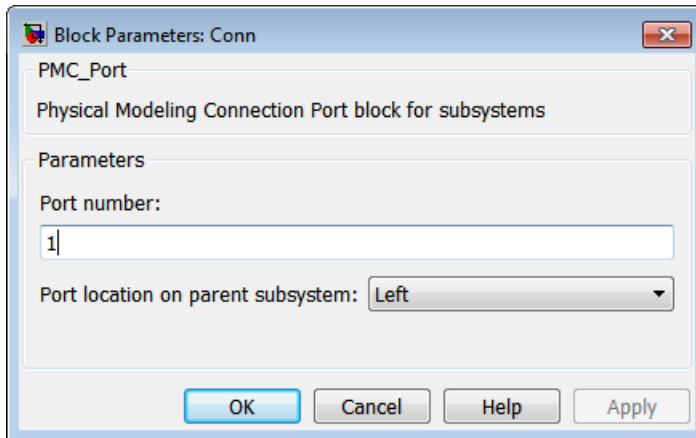 Block Parameters: Conn
PMC_Port
Physical Modeling Connection Port block for subsystems
Parameters
Port number:
1
Port location on parent subsystem: Left
OK Cancel Help Apply